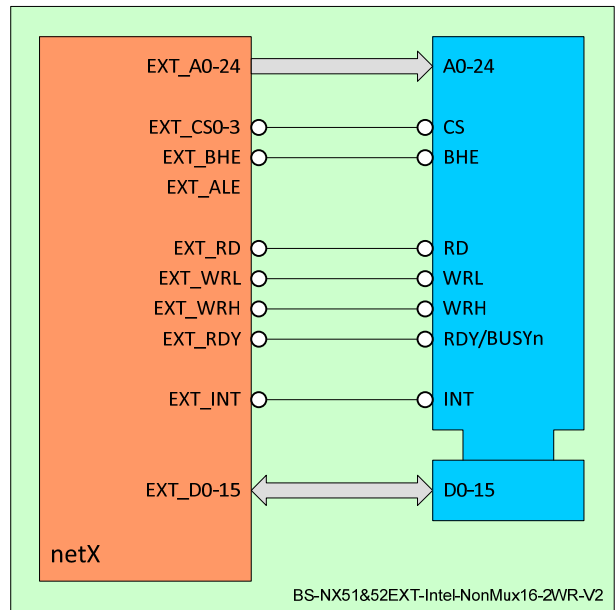 EXT_A0-24 A0-24
EXT_CS0-3 CS
EXT_BHE BHE
EXT_ALE
EXT_RD RD
EXT_WRL WRL
EXT_WRH WRH
EXT_RDY RDY/BUSYn
EXT_INT INT
EXT_D0-15 D0-15
netX
BS-NX51&52EXT-Intel-NonMux16-2WR-V2